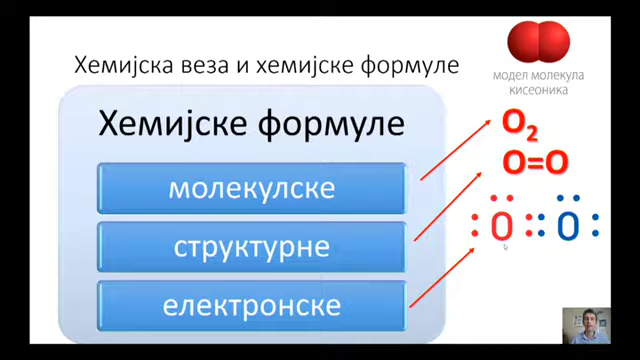 Хемијска веза и хемијске формуле
модел молекула
кисеоника
Хемијске формуле
O₂
O=O
молекулске
структурне
O O
електронске